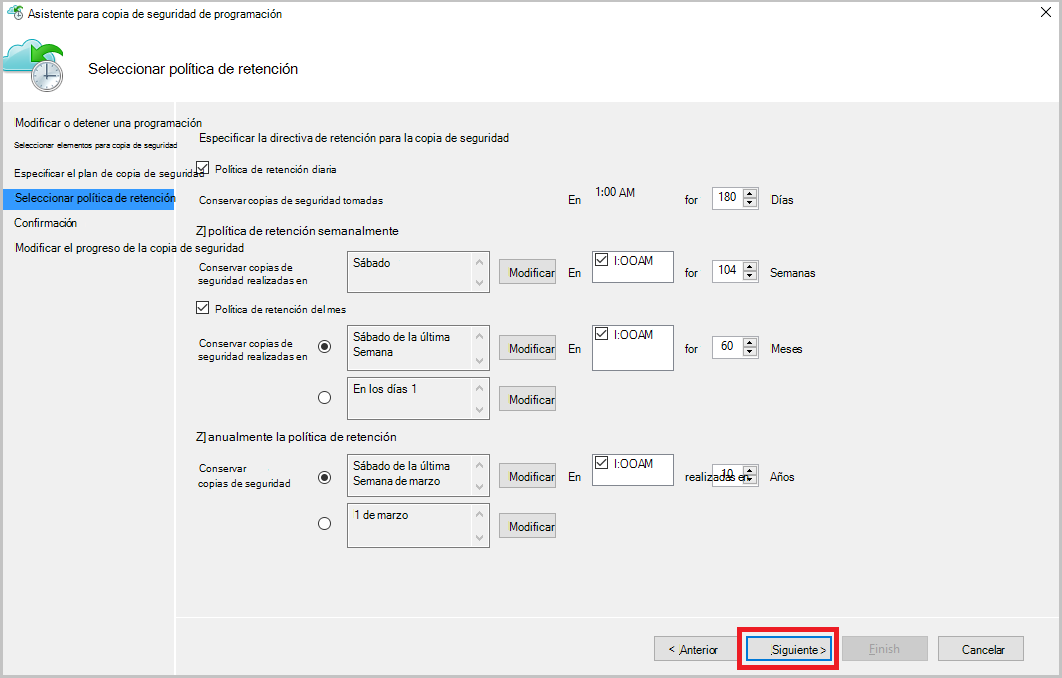 Asistente para copia de seguridad de programación
Seleccionar política de retención
Modificar o detener una programación
Seleccionar elementos para copia de seguridad
Especificar el plan de copia de seguridad
Seleccionar política de retención
Confirmación
Modificar el progreso de la copia de seguridad
Especificar la directiva de retención para la copia de seguridad
Política de retención diaria
Conservar copias de seguridad tomadas En 1:00 AM for 180 Días
Z] política de retención semanalmente
Conservar copias de
seguridad realizadas en
Sábado
Modificar En I:OOAM for 104 Semanas
Política de retención del mes
Conservar copias de
seguridad realizadas en
Sábado de la última
Semana
Modificar En I:OOAM for 60 Meses
En los días 1
Modificar
Z] anualmente la política de retención
Conservar
copias de seguridad
Sábado de la última
Semana de marzo
Modificar En I:OOAM realizadas en 10 Años
1 de marzo
Modificar
< Anterior Siguiente > Finish Cancelar